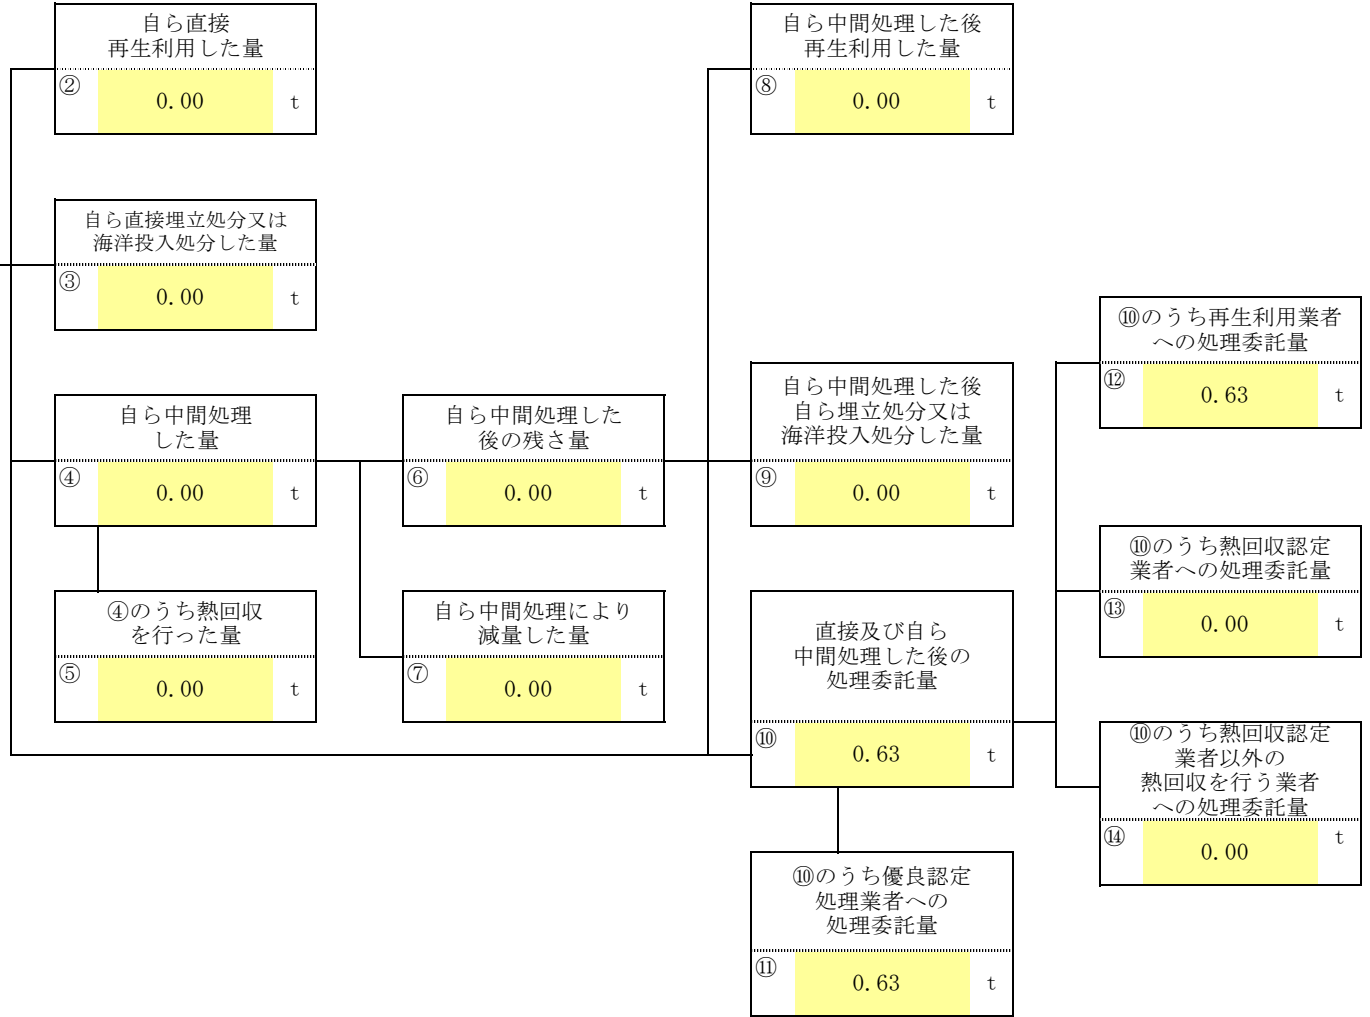 自ら直接
再生利用した量
②
0.00
t
自ら中間処理した後
再生利用した量
⑧
0.00
t
自ら直接埋立処分又は
海洋投入処分した量
③
0.00
t
⑩のうち再生利用業者
への処理委託量
⑫
0.63
t
自ら中間処理
した量
④
0.00
t
自ら中間処理した
後の残さ量
⑥
0.00
t
自ら中間処理した後
自ら埋立処分又は
海洋投入処分した量
⑨
0.00
t
⑩のうち熱回収認定
業者への処理委託量
⑬
0.00
t
④のうち熱回収
を行った量
⑤
0.00
t
自ら中間処理により
減量した量
⑦
0.00
t
直接及び自ら
中間処理した後の
処理委託量
⑩
0.63
t
⑩のうち熱回収認定
業者以外の
熱回収を行う業者
への処理委託量
⑭
0.00
t
⑩のうち優良認定
処理業者への
処理委託量
⑪
0.63
t